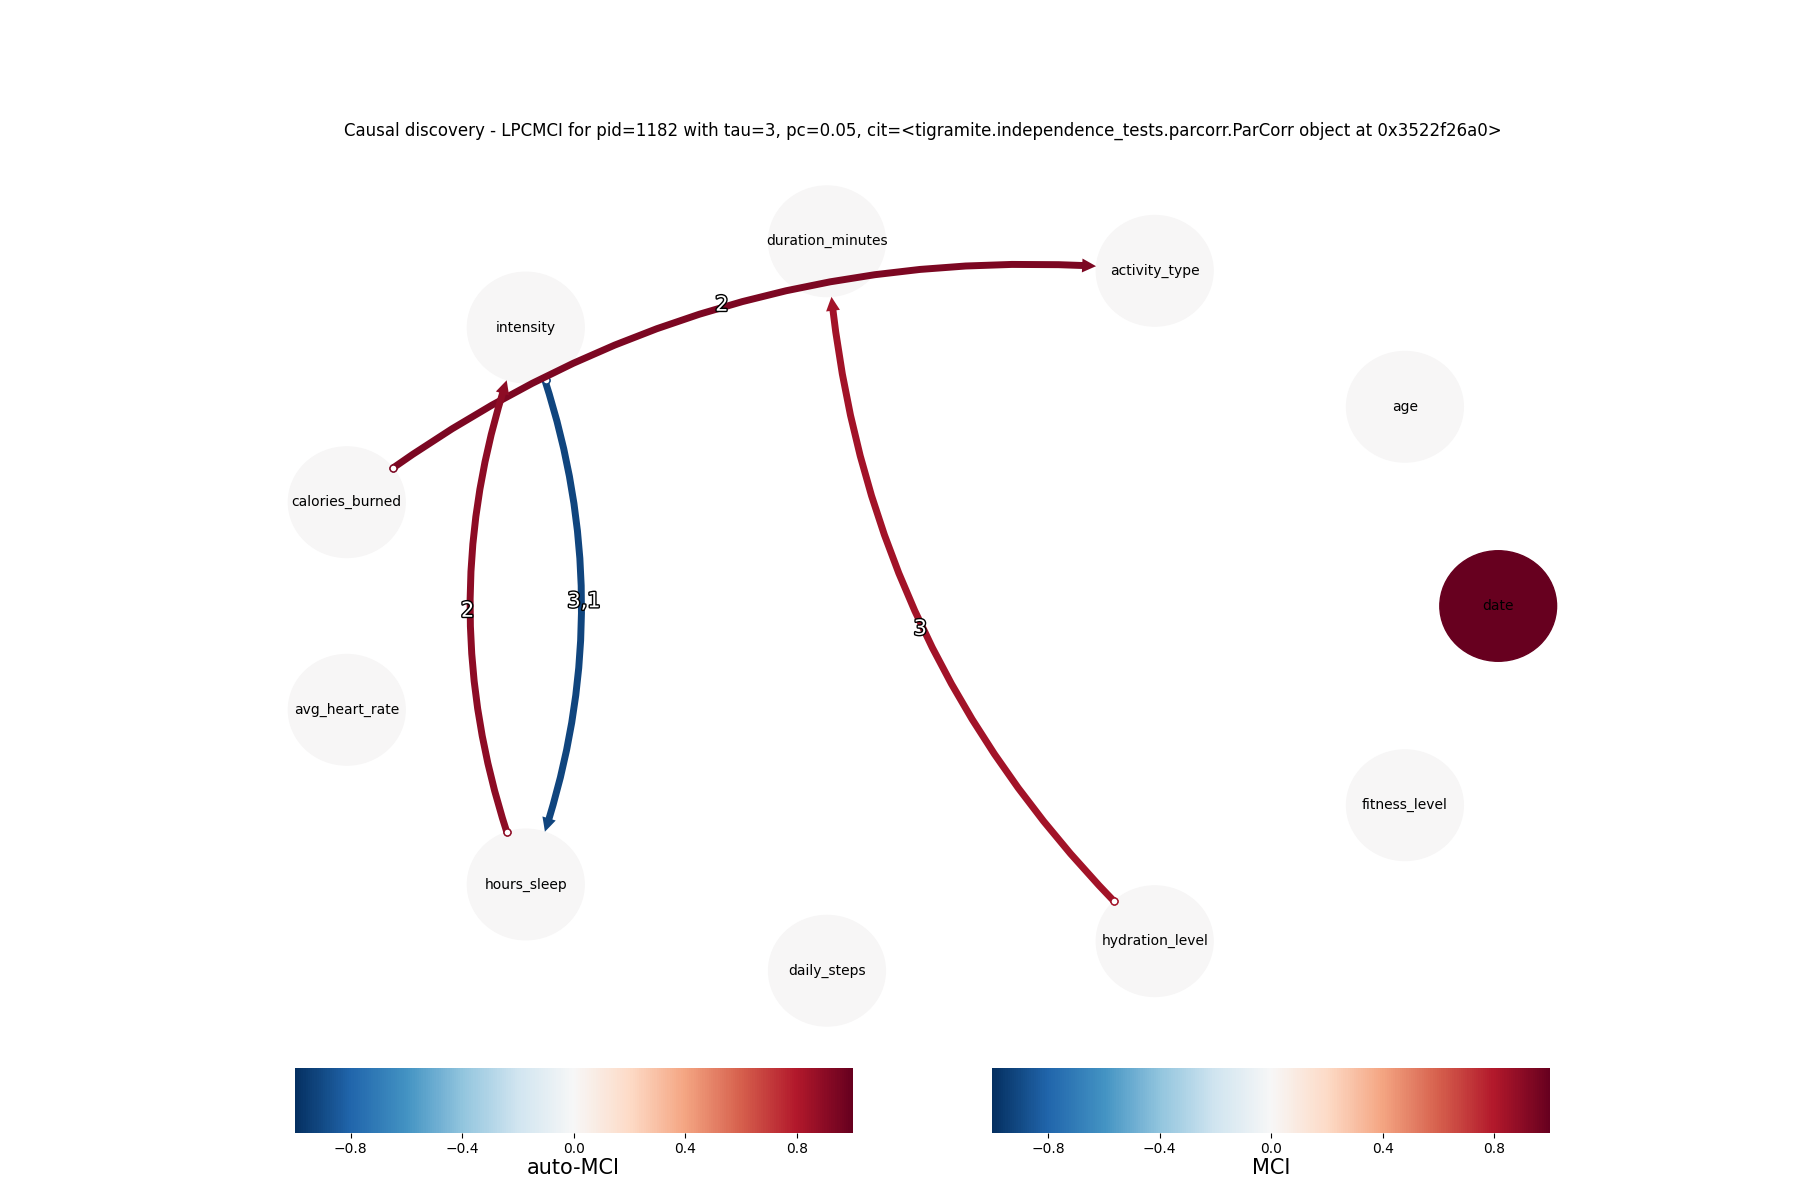 Causal discovery - LPCMCI for pid=1182 with tau=3, pc=0.05, cit=<tigramite.independence_tests.parcorr.ParCorr object at 0x3522f26a0>
duration_minutes
activity_type
2
intensity
age
calories_burned
3,1
2
date
3
avg_heart_rate
fitness_level
hours_sleep
hydration_level
daily_steps
−0.8 −0.4 0.0 0.4 0.8
auto-MCI
−0.8 −0.4 0.0 0.4 0.8
MCI